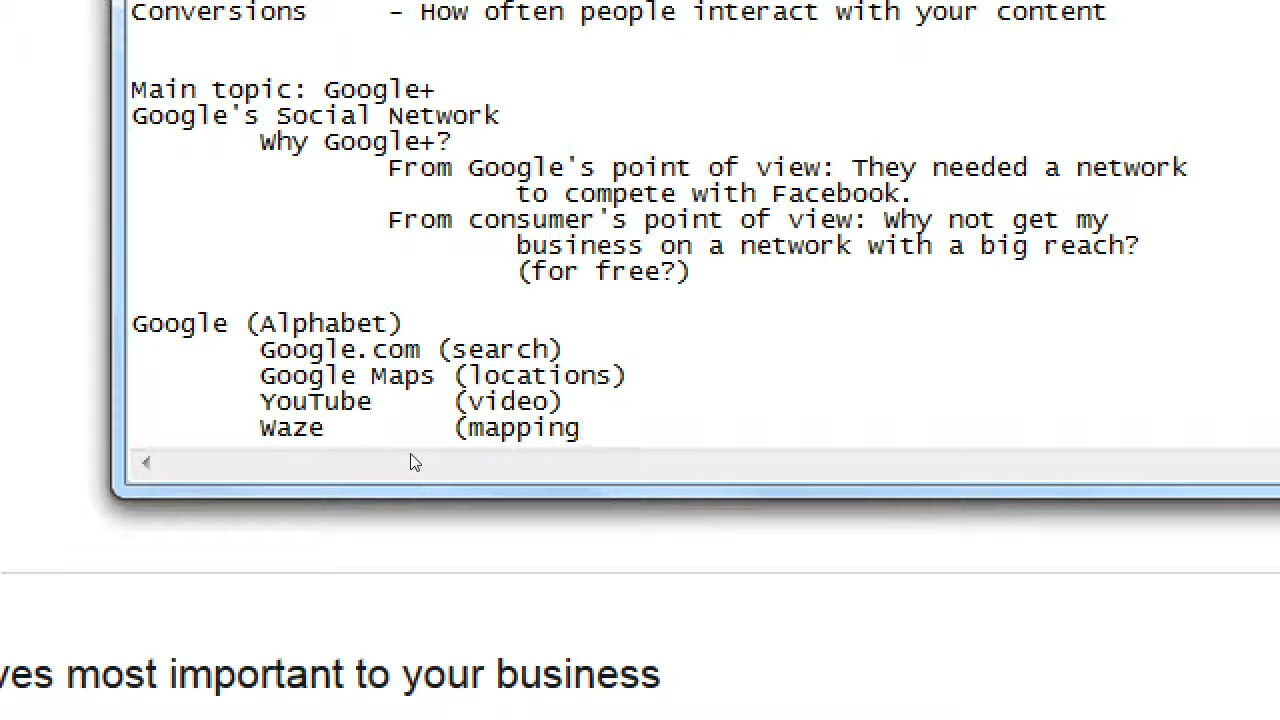 Conversions     - How often people interact with your content
Main topic: Google+
Google's Social Network
Why Google+?
From Google's point of view: They needed a network
to compete with Facebook.
From consumer's point of view: Why not get my
business on a network with a big reach?
(for free?)
Google (Alphabet)
Google.com (search)
Google Maps (locations)
YouTube     (video)
Waze        (mapping
most important to your business